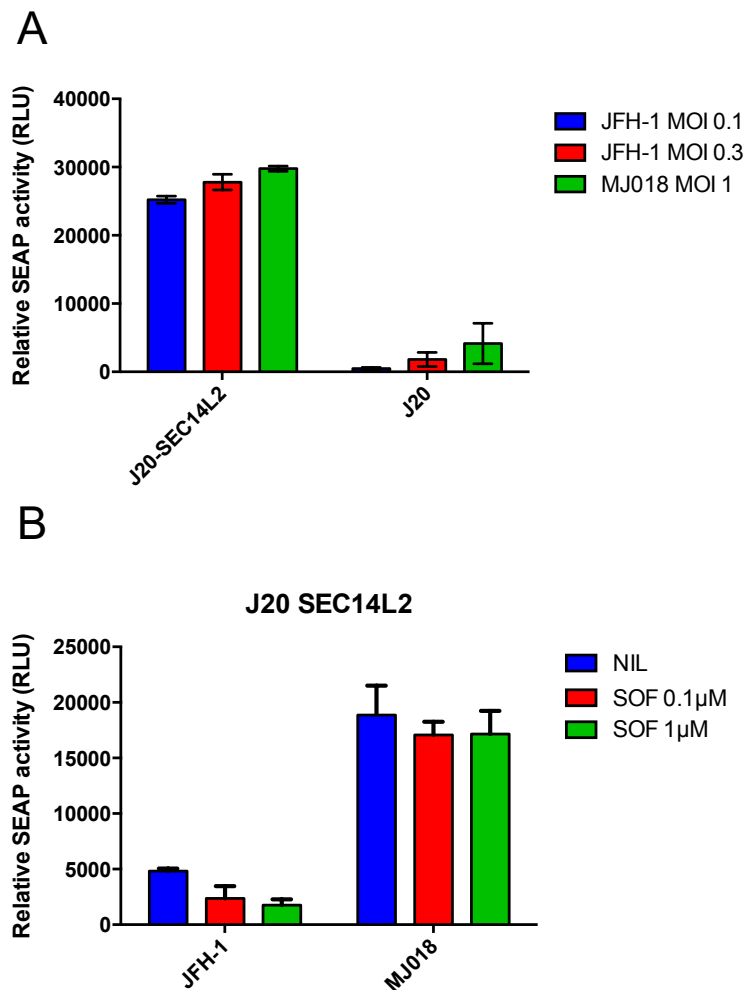 A
Relative SEAP activity (RLU)
40000
30000
20000
10000
0
J20-SEC14L2
J20
JFH-1 MOI 0.1
JFH-1 MOI 0.3
MJ018 MOI 1
B
J20 SEC14L2
Relative SEAP activity (RLU)
25000
20000
15000
10000
5000
0
JFH-1
MJ018
NIL
SOF 0.1µM
SOF 1µM